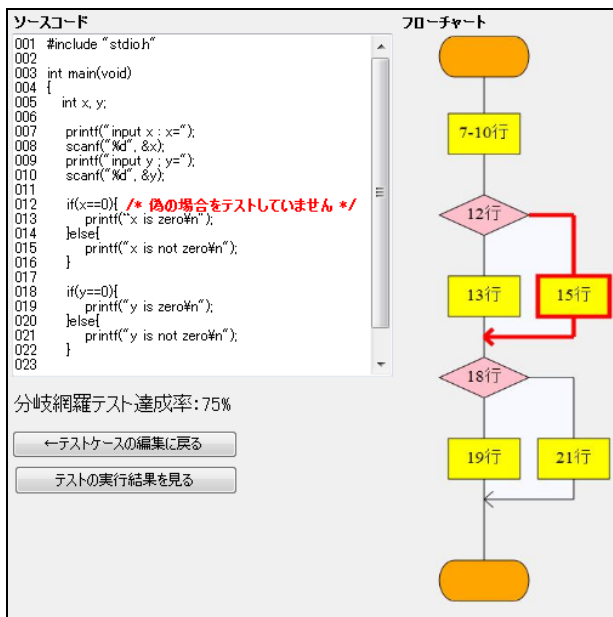 ソースコード
001 #include "stdio.h"
002
003 int main(void)
004 {
005 int x, y;
006
007 printf("input x : x=");
008 scanf("%d", &x);
009 printf("input y ; y=");
010 scanf("%d", &y);
011
012 if(x==0){ /* 偽の場合をテストしていません */
013 printf("x is zero¥n");
014 }else{
015 printf("x is not zero¥n");
016 }
017
018 if(y==0){
019 printf("y is zero¥n");
020 }else{
021 printf("y is not zero¥n");
022 }
023
分岐網羅テスト達成率:75%
←テストケースの編集に戻る
テストの実行結果を見る
フローチャート
7-10行
12行
13行 15行
18行
19行 21行